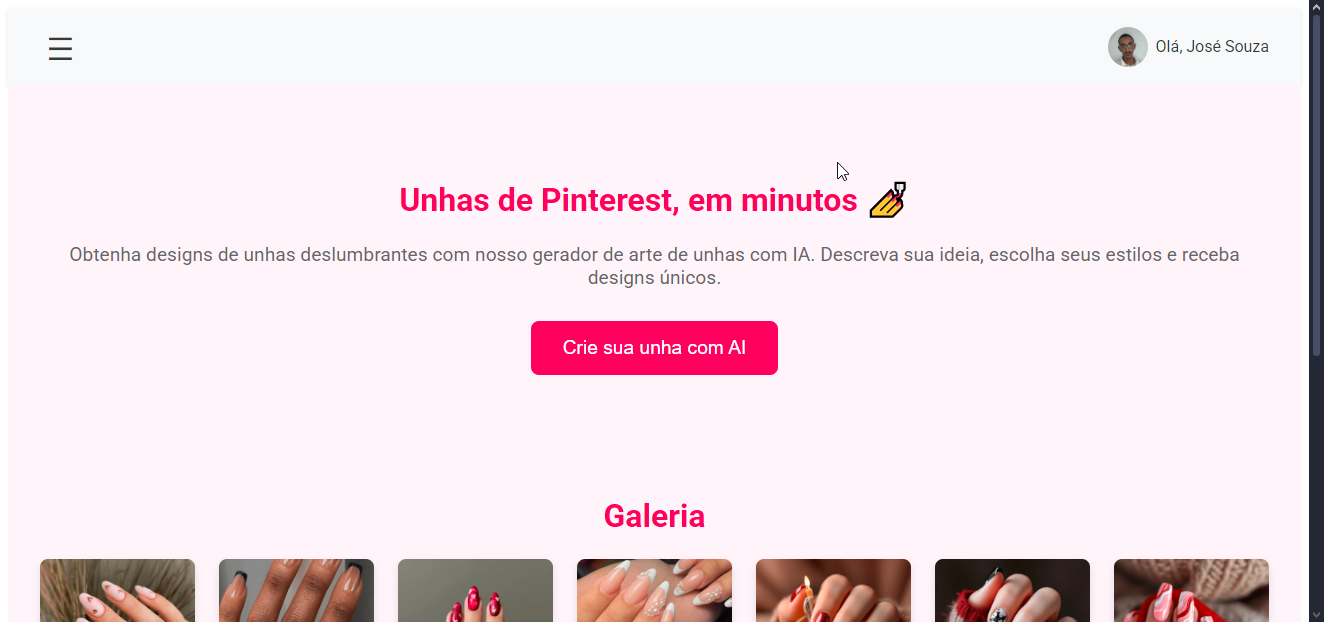 Olá, José Souza
Unhas de Pinterest, em minutos 💅
Obtenha designs de unhas deslumbrantes com nosso gerador de arte de unhas com IA. Descreva sua ideia, escolha seus estilos e receba
designs únicos.
Crie sua unha com AI
Galeria